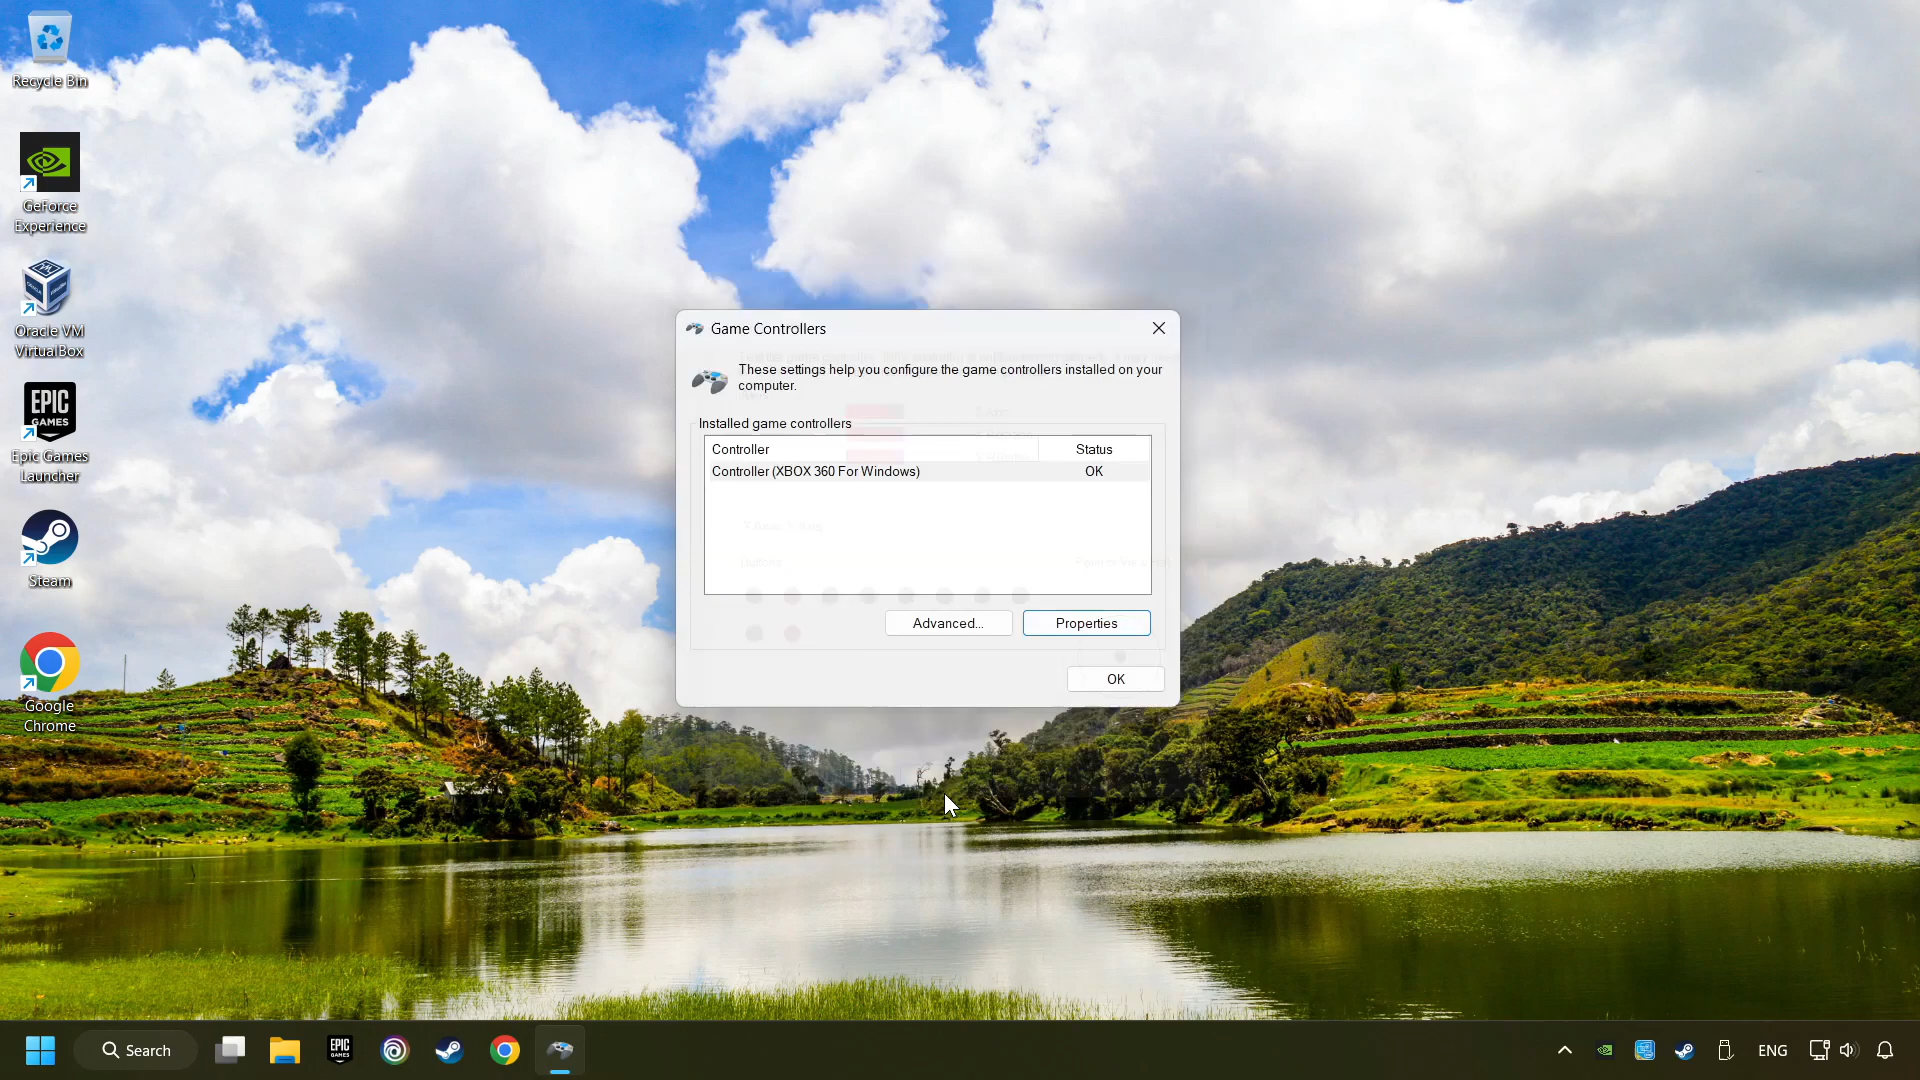 Recycle Bin
GeForce
Experience
Oracle VM
VirtualBox
EPIC
GAMES
Epic Games
Launcher
Steam
Google
Chrome
Game Controllers
These settings help you configure the game controllers installed on your
computer.
Installed game controllers
Controller Status
Controller (XBOX 360 For Windows) OK
Advanced... Properties
OK
Search
EPIC
GAMES
ENG